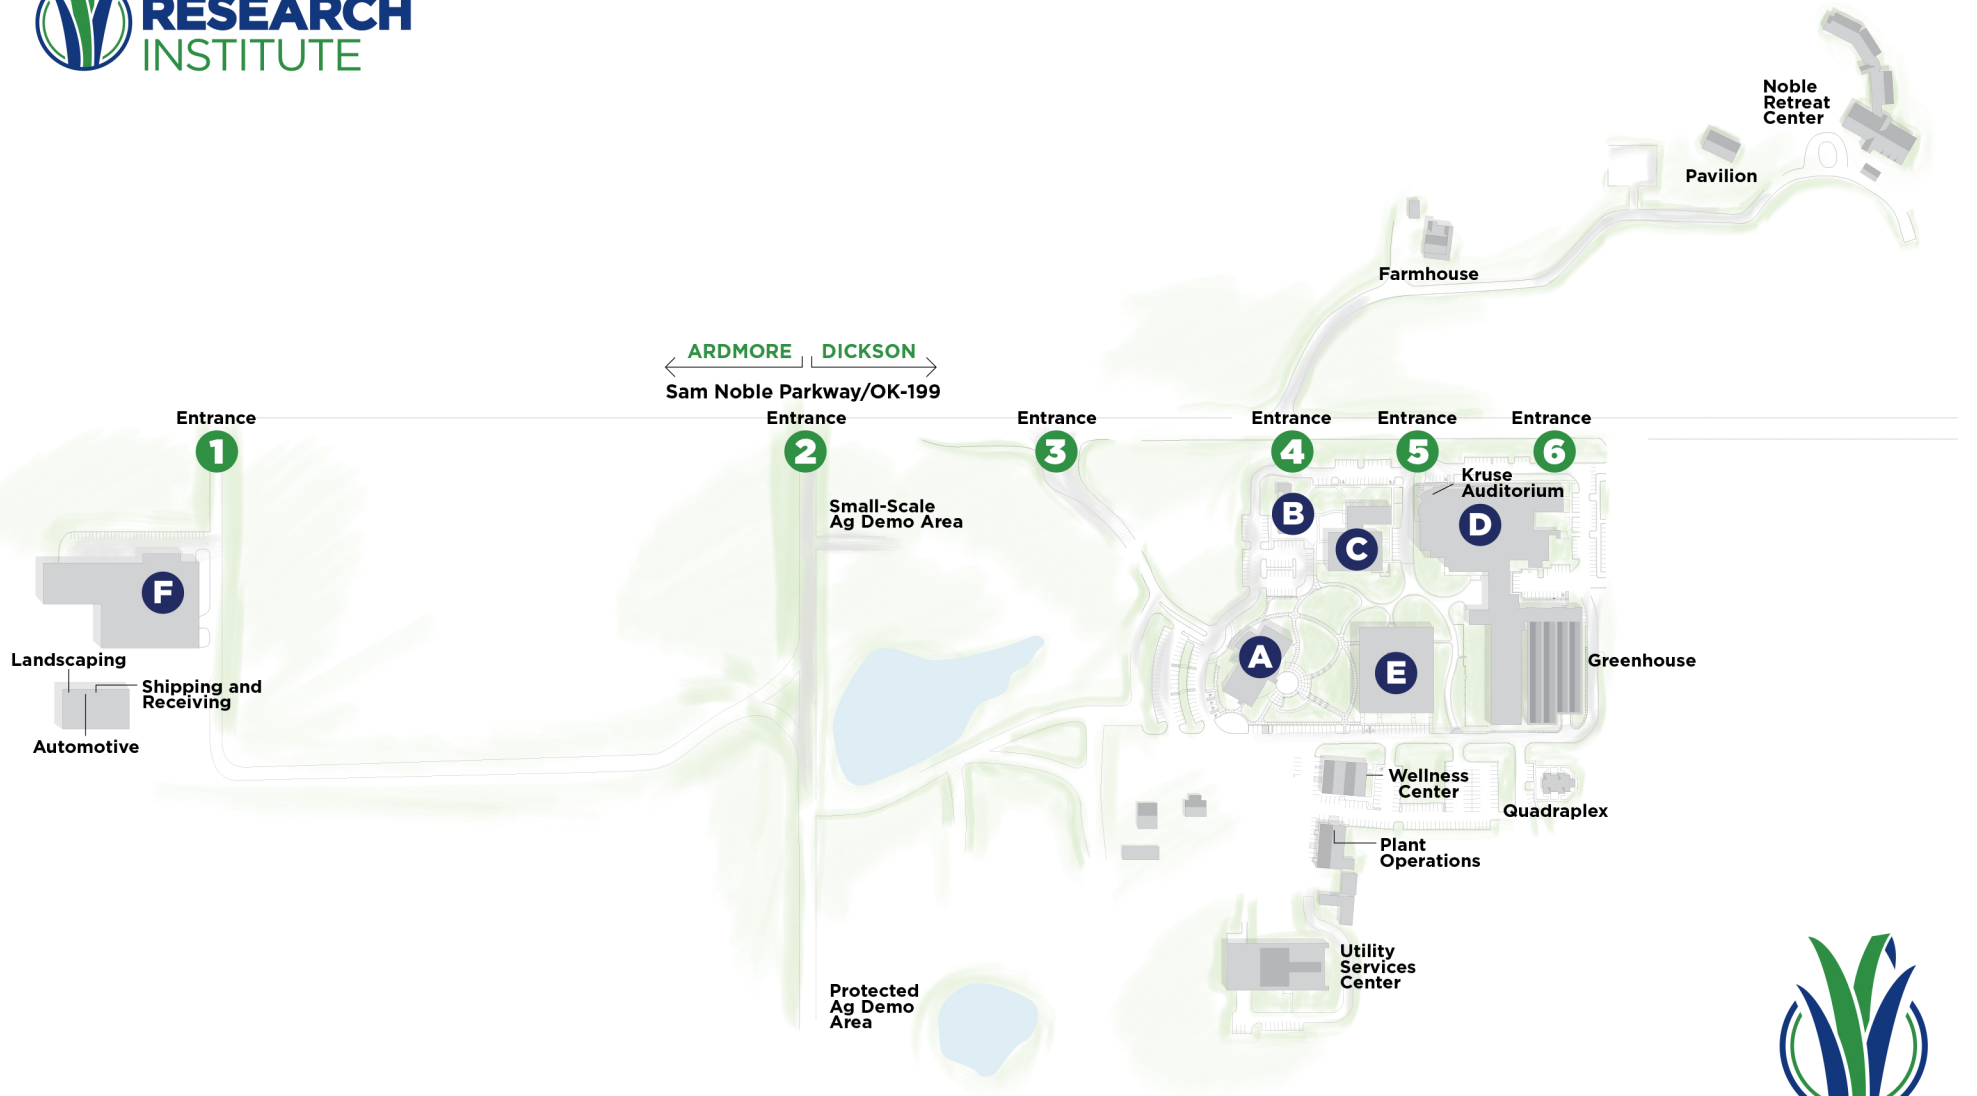 RESEARCH
INSTITUTE
Noble
Retreat
Center
Pavilion
Farmhouse
ARDMORE
DICKSON
Sam Noble Parkway/OK-199
Entrance
1
Entrance
2
Entrance
3
Entrance
4
Entrance
5
Entrance
6
Kruse
Auditorium
Small-Scale
Ag Demo Area
B
D
C
F
A
E
Greenhouse
Landscaping
Shipping and
Receiving
Automotive
Wellness
Center
Quadraplex
Plant
Operations
Utility
Services
Center
Protected
Ag Demo
Area